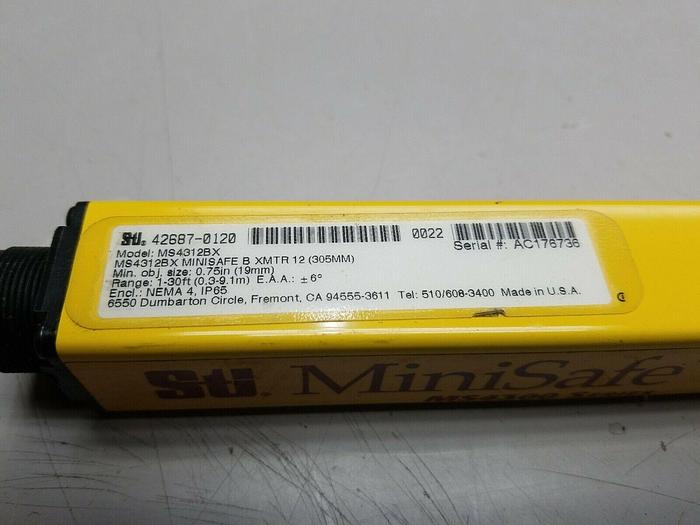 Sti. 42687-0120 0022 Serial #: AC176736
Model: MS4312BX
MS4312BX MINISAFE B XMTR 12 (305MM)
Min. obj. size: 0.75in (19mm)
Range: 1-30ft (0.3-9.1m) E.A.A.: ± 6°
Encl.: NEMA 4, IP65
6550 Dumbarton Circle, Fremont, CA 94555-3611 Tel: 510/608-3400 Made in U.S.A.
Sti. MiniSafe
MS4300 Series